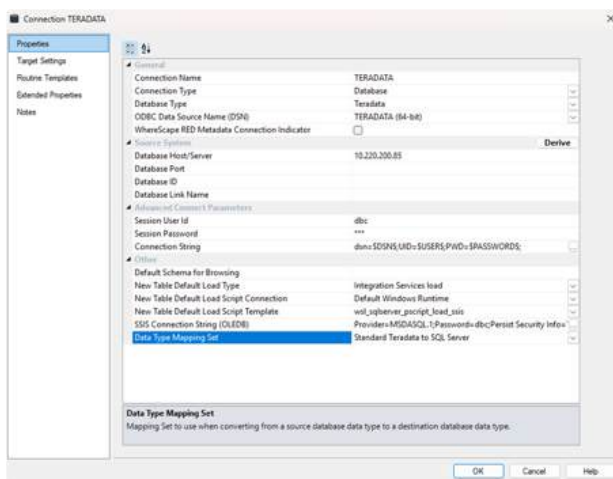 Connection TERADATA
Properties
Target Settings
Routine Templates
Extended Properties
Notes
General
Connection Name TERADATA
Connection Type Database
Database Type Teradata
ODBC Data Source Name (DSN) TERADATA (64-bit)
WhereScape RED Metadata Connection Indicator
Source System Derive
Database Host/Server 10.220.200.85
Database Port
Database ID
Database Link Name
Advanced Connect Parameters
Session User Id dbc
Session Password ***
Connection String dsn=$DSN$;UID=$USER$;PWD=$PASSWORD$;
Other
Default Schema for Browsing
New Table Default Load Type Integration Services load
New Table Default Load Script Connection Default Windows Runtime
New Table Default Load Script Template wsl_sqlserver_pscript_load_ssis
SSIS Connection String (OLEDB) Provider=MSDASQL.1;Password=dbc;Persist Security Info=
Data Type Mapping Set Standard Teradata to SQL Server
Data Type Mapping Set
Mapping Set to use when converting from a source database data type to a destination database data type.
OK Cancel Help